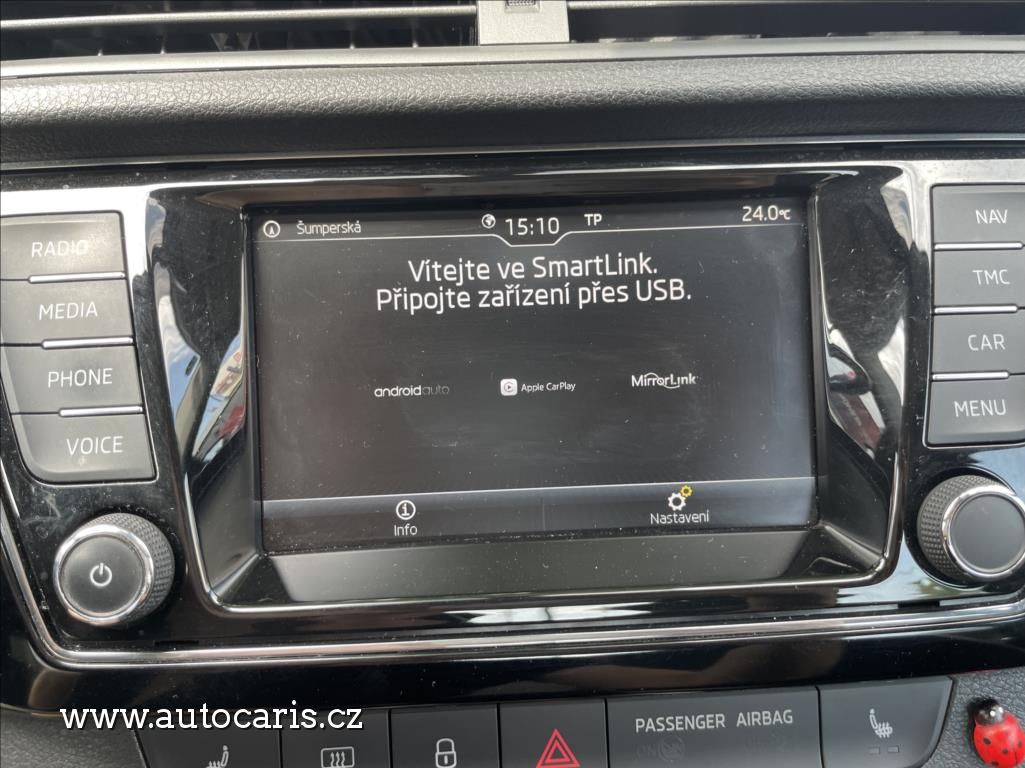 Šumperská
15:10
TP
24.0°C
Vítejte ve SmartLink.
Připojte zařízení přes USB.
androidauto
Apple CarPlay
MirrorLink
Info
Nastavení
RADIO
MEDIA
PHONE
VOICE
NAV
TMC
CAR
MENU
PASSENGER AIRBAG
www.autocaris.cz